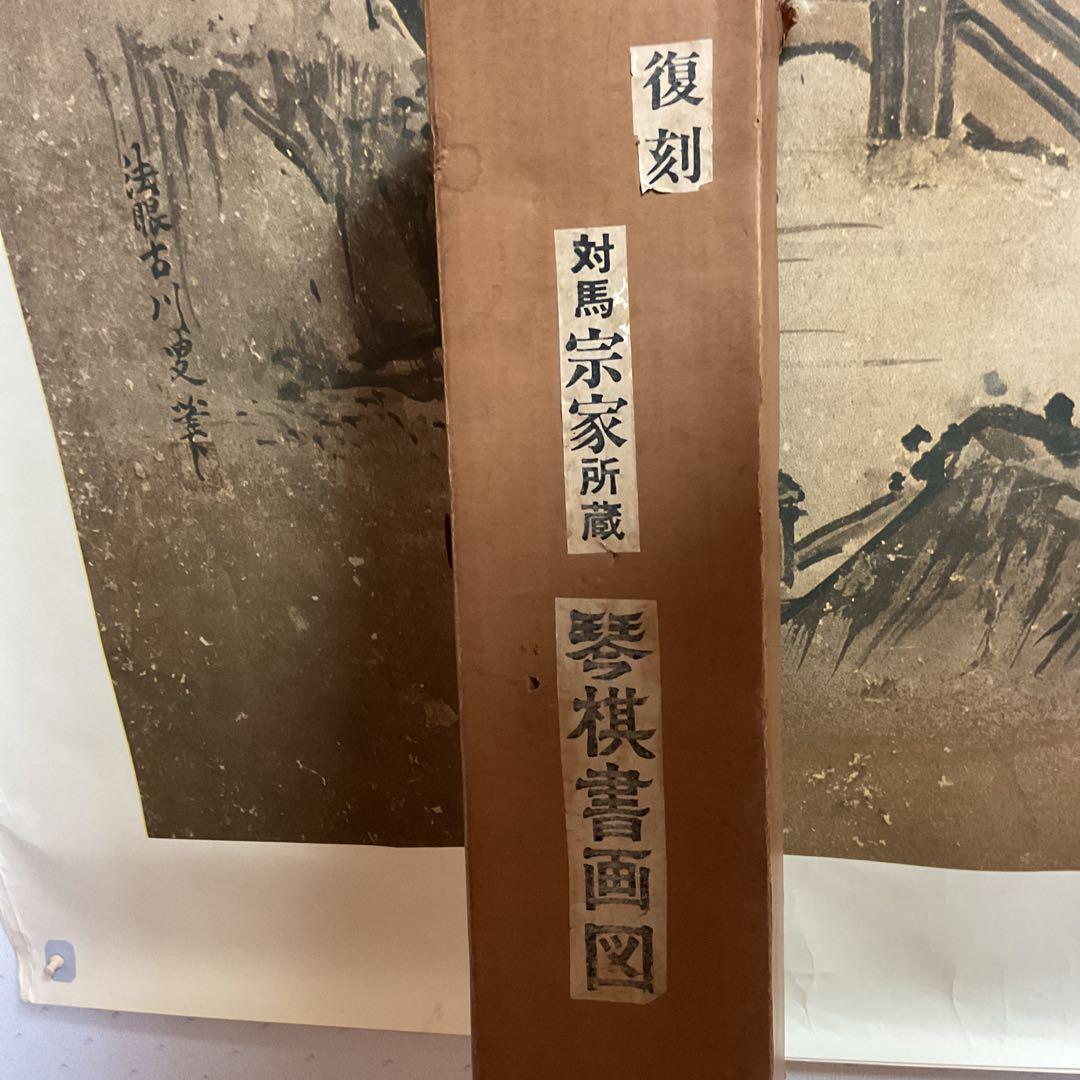 復刻
対馬宗家所蔵
琴棋書画図
法眼古川叟筆